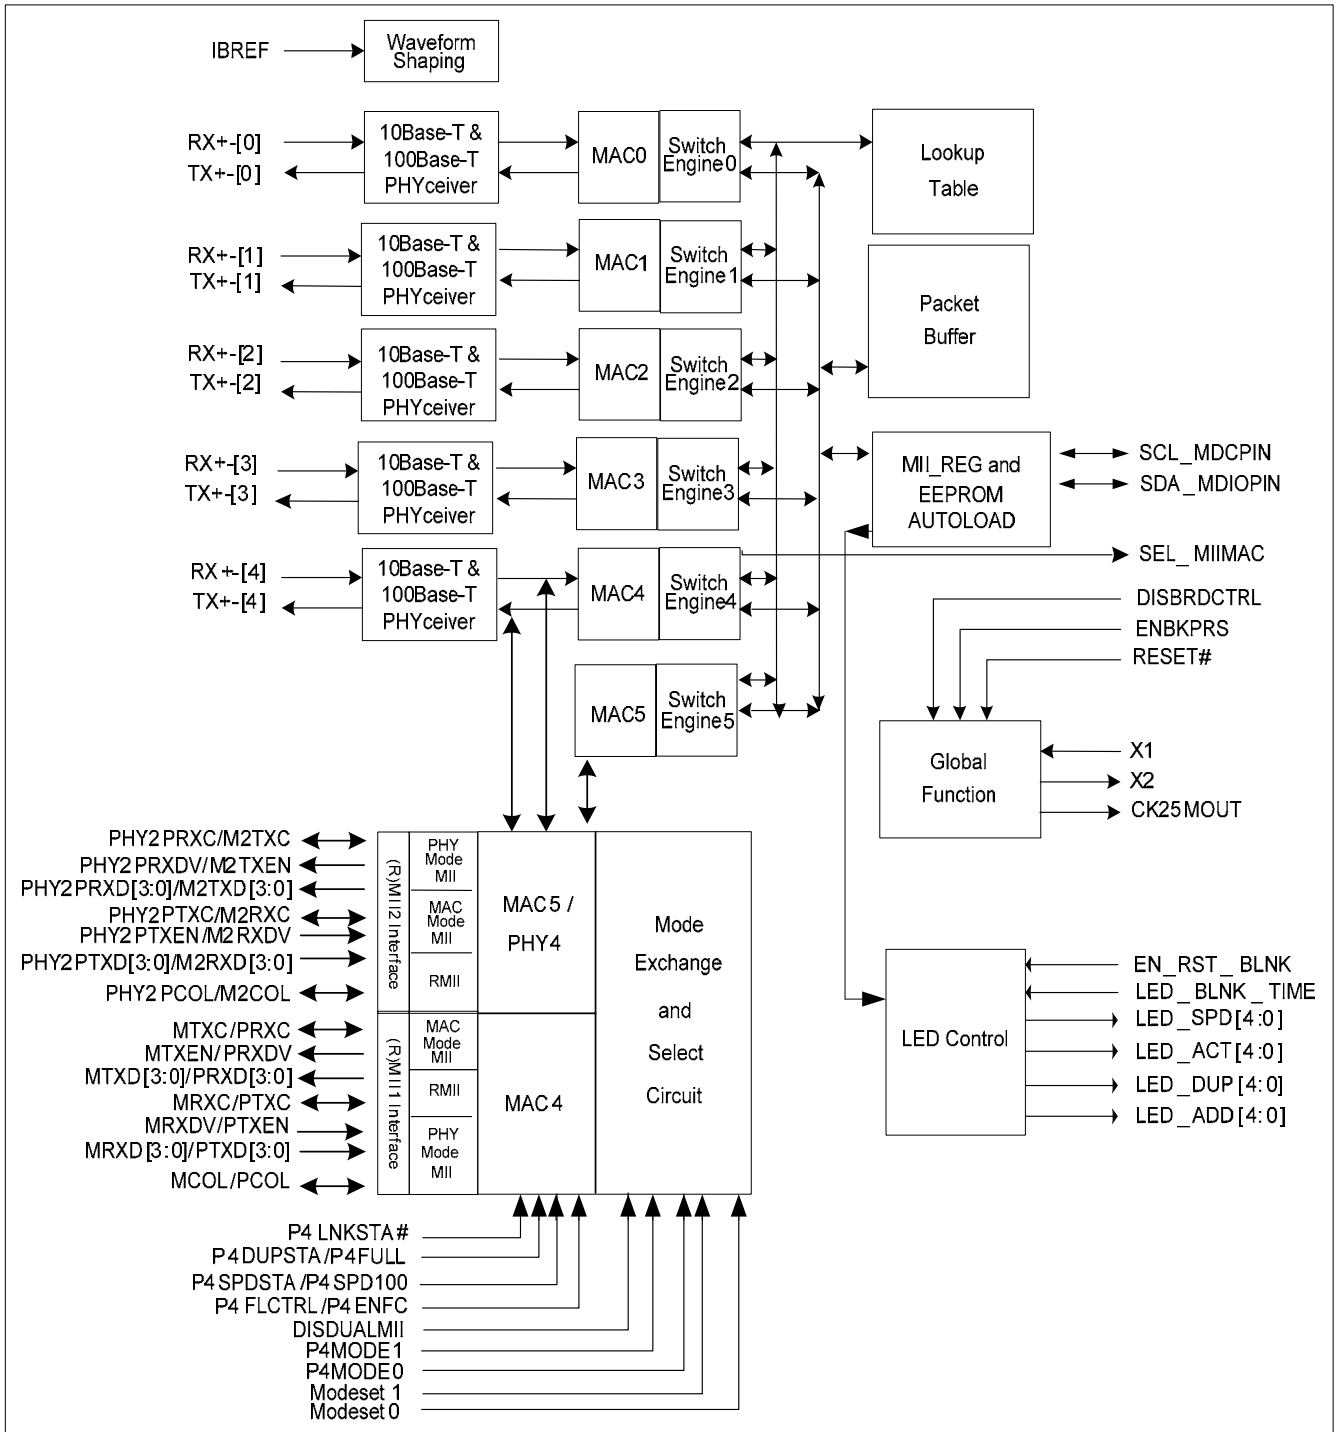 IBREF
Waveform
Shaping
RX+-[0]
TX+-[0]
10Base-T &
100Base-T
PHYceiver
MAC0
Switch
Engine0
Lookup
Table
RX+-[1]
TX+-[1]
10Base-T &
100Base-T
PHYceiver
MAC1
Switch
Engine1
Packet
Buffer
RX+-[2]
TX+-[2]
10Base-T &
100Base-T
PHYceiver
MAC2
Switch
Engine2
RX+-[3]
TX+-[3]
10Base-T &
100Base-T
PHYceiver
MAC3
Switch
Engine3
MII_REG and
EEPROM
AUTOLOAD
SCL_MDCPIN
SDA_MDIOPIN
SEL_MIIMAC
RX+-[4]
TX+-[4]
10Base-T &
100Base-T
PHYceiver
MAC4
Switch
Engine4
DISBRDCTRL
ENBKPRS
RESET#
MAC5
Switch
Engine5
Global
Function
X1
X2
CK25MOUT
PHY2PRXC/M2TXC
PHY2PRXDV/M2TXEN
PHY2PRXD[3:0]/M2TXD[3:0]
PHY2PTXC/M2RXC
PHY2PTXEN/M2RXDV
PHY2PTXD[3:0]/M2RXD[3:0]
PHY2PCOL/M2COL
(R)MII2 Interface
PHY
Mode
MII
MAC
Mode
MII
RMII
MAC5 /
PHY4
Mode
Exchange
and
Select
Circuit
MTXC/PRXC
MTXEN/PRXDV
MTXD[3:0]/PRXD[3:0]
MRXC/PTXC
MRXDV/PTXEN
MRXD[3:0]/PTXD[3:0]
MCOL/PCOL
(R)MII1 Interface
MAC
Mode
MII
RMII
PHY
Mode
MII
MAC4
LED Control
EN_RST_BLNK
LED_BLNK_TIME
LED_SPD[4:0]
LED_ACT[4:0]
LED_DUP[4:0]
LED_ADD[4:0]
P4LNKSTA#
P4DUPSTA/P4FULL
P4SPDSTA/P4SPD100
P4FLCTRL/P4ENFC
DISDUALMII
P4MODE1
P4MODE0
Modeset 1
Modeset 0